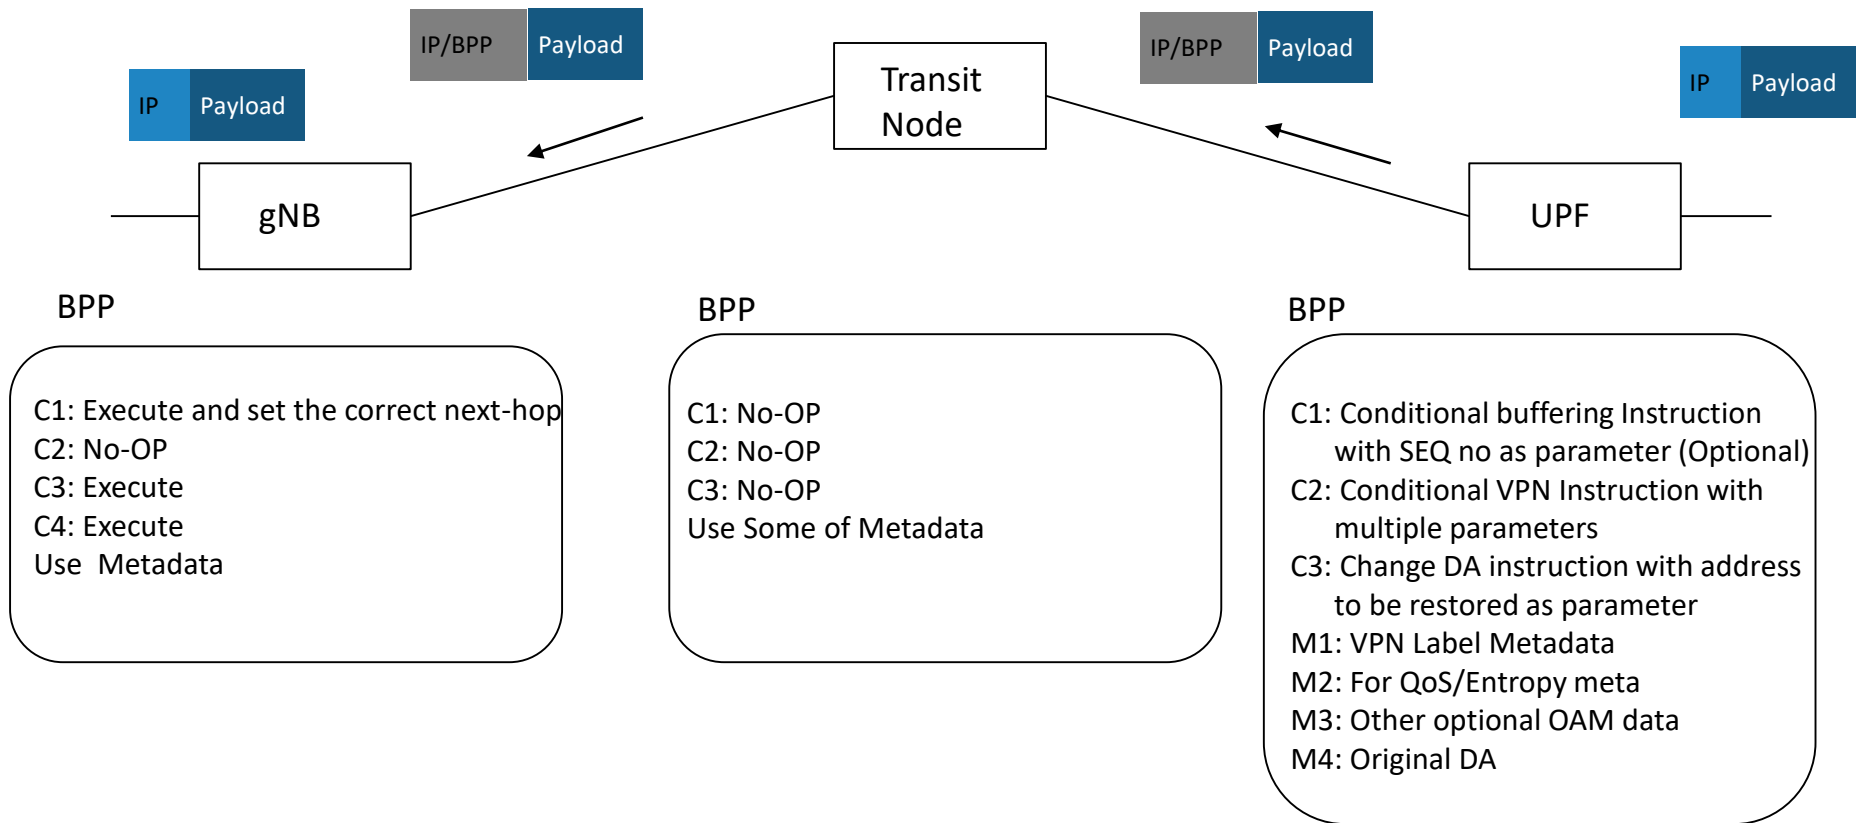 IP/BPP Payload
IP/BPP Payload
IP Payload
IP Payload
Transit
Node
gNB
UPF
BPP
C1: Execute and set the correct next-hop
C2: No-OP
C3: Execute
C4: Execute
Use Metadata
BPP
C1: No-OP
C2: No-OP
C3: No-OP
Use Some of Metadata
BPP
C1: Conditional buffering Instruction
with SEQ no as parameter (Optional)
C2: Conditional VPN Instruction with
multiple parameters
C3: Change DA instruction with address
to be restored as parameter
M1: VPN Label Metadata
M2: For QoS/Entropy meta
M3: Other optional OAM data
M4: Original DA